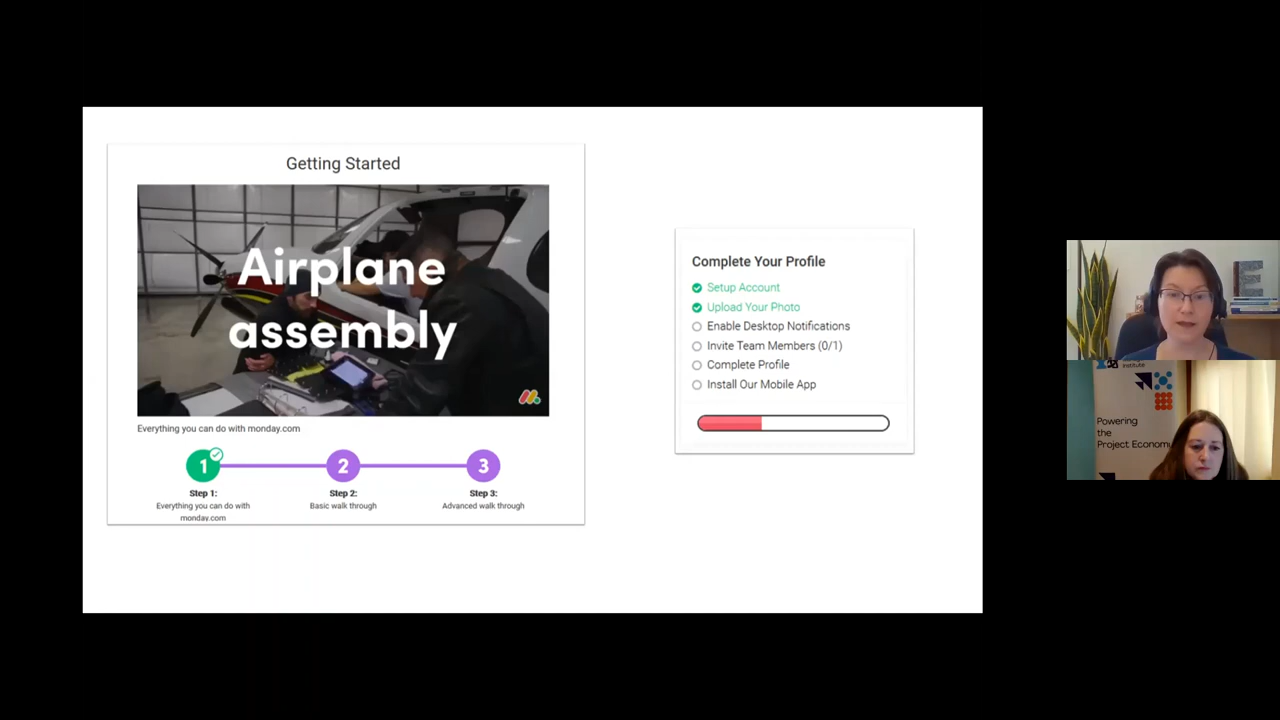 Getting Started
Airplane
assembly
Everything you can do with monday.com
1
2
3
Step 1:
Everything you can do with
monday.com
Step 2:
Basic walk through
Step 3:
Advanced walk through
Complete Your Profile
Setup Account
Upload Your Photo
Enable Desktop Notifications
Invite Team Members (0/1)
Complete Profile
Install Our Mobile App
E
Institute
Powering
the
Project Economy